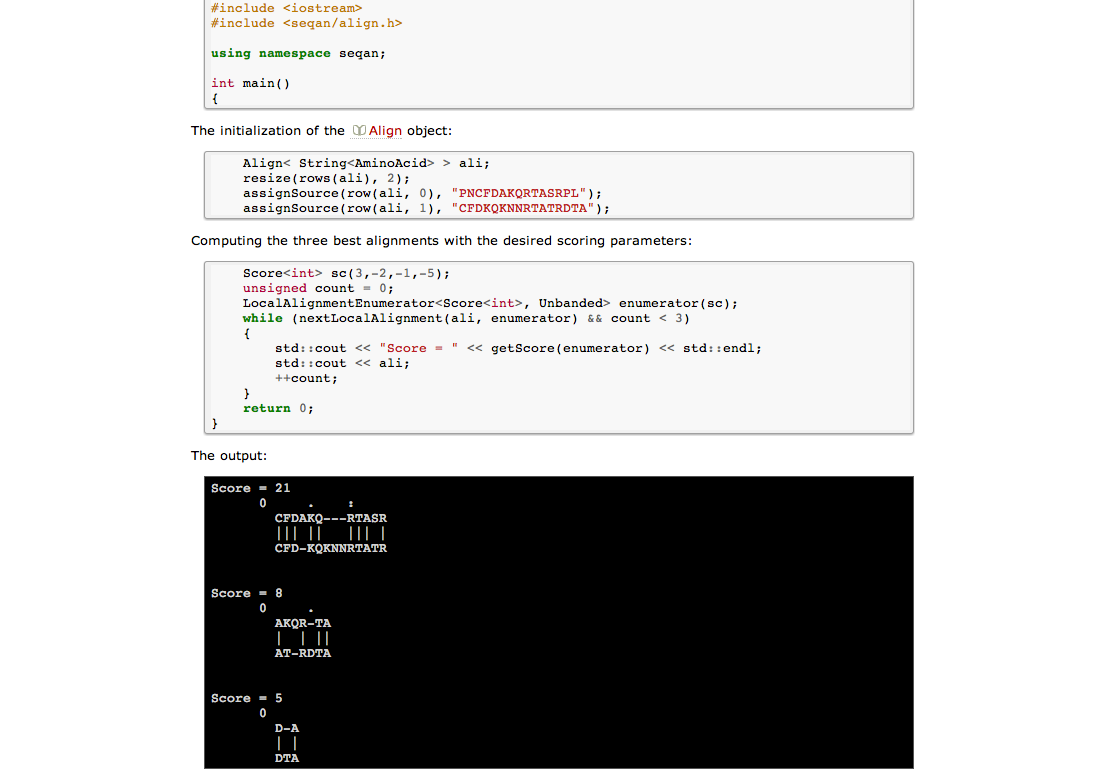 #include <iostream>
#include <seqan/align.h>
using namespace seqan;
int main()
{
The initialization of the Align object:
Align< String<AminoAcid> > ali;
resize(rows(ali), 2);
assignSource(row(ali, 0), "PNCFDAKQRTASRPL");
assignSource(row(ali, 1), "CFDKQKNNRTATRDTA");
Computing the three best alignments with the desired scoring parameters:
Score<int> sc(3,-2,-1,-5);
unsigned count = 0;
LocalAlignmentEnumerator<Score<int>, Unbanded> enumerator(sc);
while (nextLocalAlignment(ali, enumerator) && count < 3)
{
std::cout << "Score = " << getScore(enumerator) << std::endl;
std::cout << ali;
++count;
}
return 0;
}
The output:
Score = 21
0     .    :
CFDAKQ---RTASR
||| ||   ||| |
CFD-KQKNNRTATR
Score = 8
0     .
AKQR-TA
|  | ||
AT-RDTA
Score = 5
0
D-A
| |
DTA